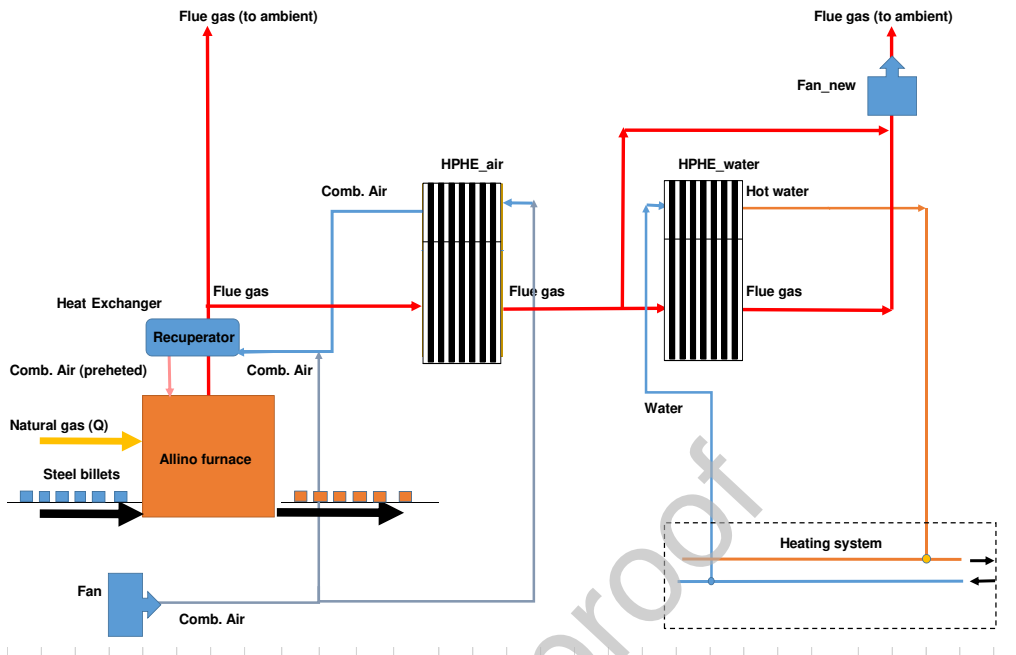 Flue gas (to ambient)
Flue gas (to ambient)
Fan_new
HPHE_air
HPHE_water
Comb. Air
Hot water
Heat Exchanger
Flue gas
Flue gas
Flue gas
Recuperator
Comb. Air (preheted)
Comb. Air
Water
Natural gas (Q)
Allino furnace
Steel billets
Heating system
Fan
Comb. Air
proof